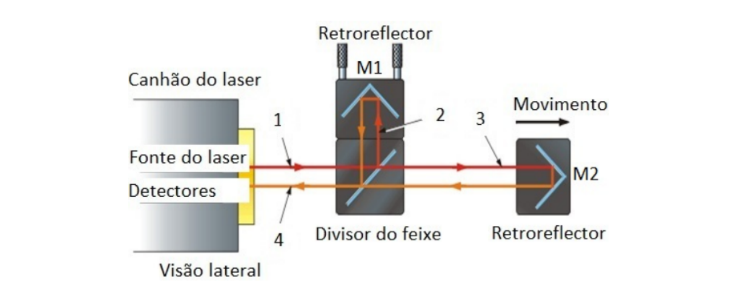 Retroreflector
M1
Canhão do laser
1
2
3
Movimento
Fonte do laser
Detectores
M2
4
Divisor do feixe
Retroreflector
Visão lateral